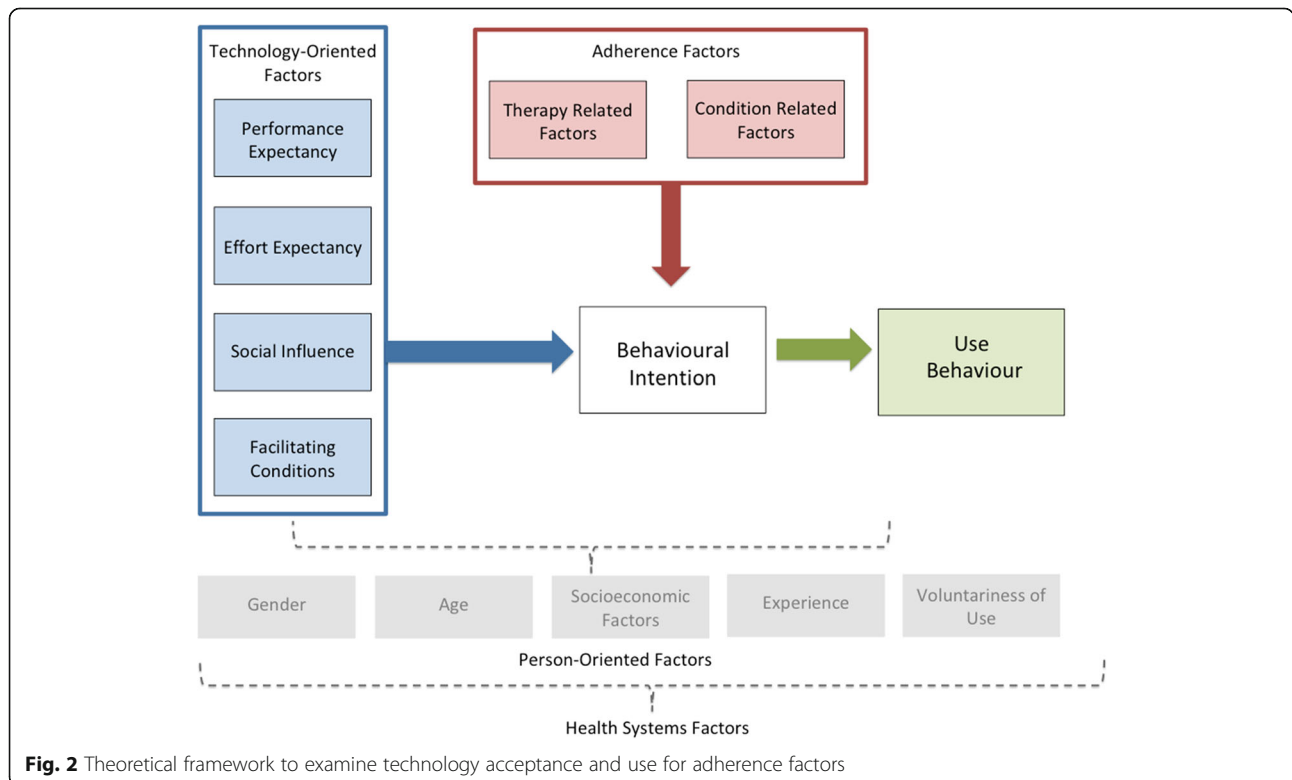 Technology-Oriented
Factors
Performance
Expectancy
Effort Expectancy
Social Influence
Facilitating
Conditions
Adherence Factors
Therapy Related
Factors
Condition Related
Factors
Behavioural
Intention
Use
Behaviour
Gender
Age
Socioeconomic
Factors
Experience
Voluntariness of
Use
Person-Oriented Factors
Health Systems Factors
Fig. 2 Theoretical framework to examine technology acceptance and use for adherence factors